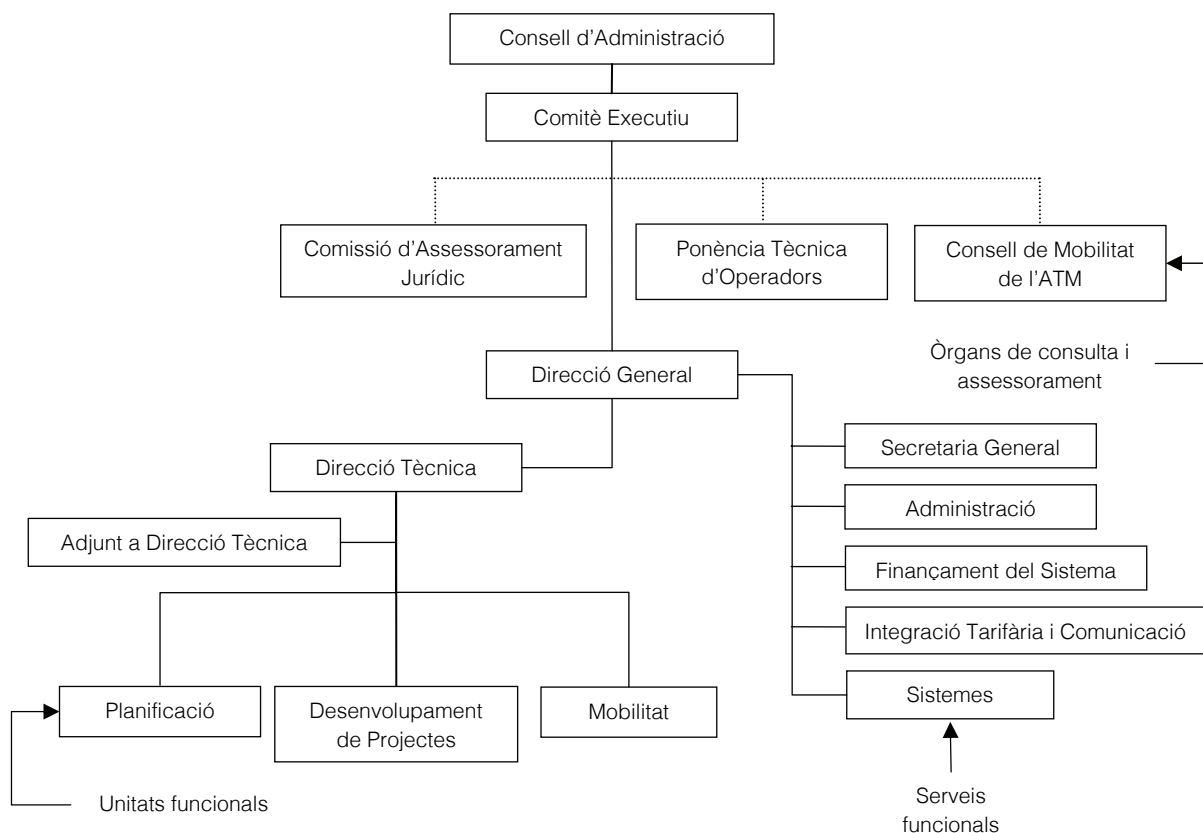 Consell d'Administració
Comitè Executiu
Comissió d'Assessorament
Jurídic
Ponència Tècnica
d'Operadors
Consell de Mobilitat
de l'ATM
Òrgans de consulta i
assessorament
Direcció General
Secretaria General
Direcció Tècnica
Administració
Adjunt a Direcció Tècnica
Finançament del Sistema
Integració Tarifària i Comunicació
Planificació
Desenvolupament
de Projectes
Mobilitat
Sistemes
Unitats funcionals
Serveis
funcionals